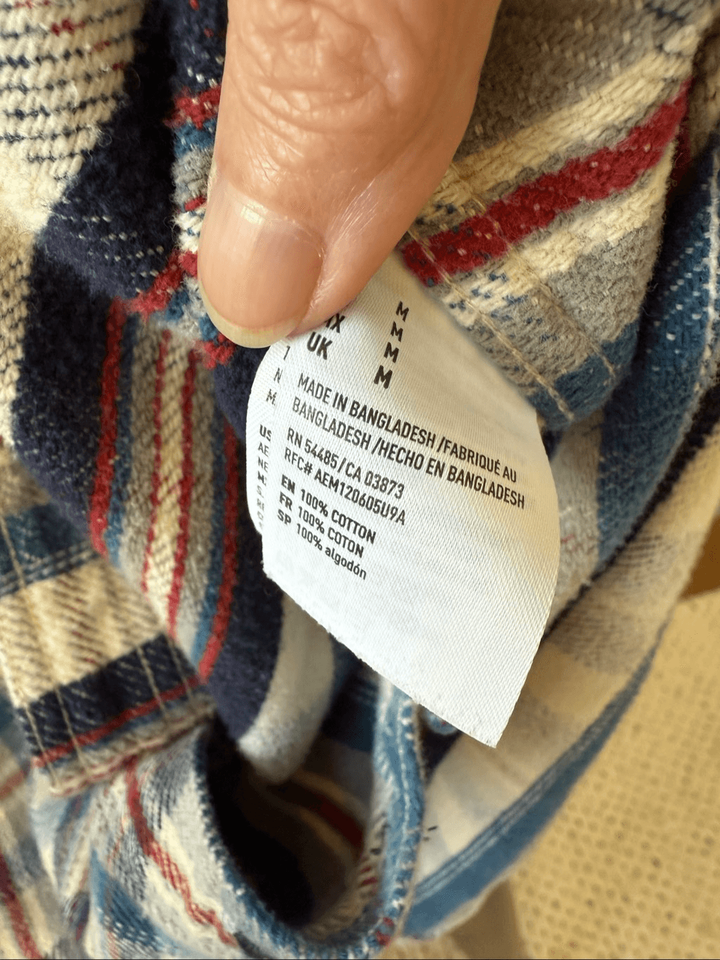 UK
M
M
M
M
MADE IN BANGLADESH /FABRIQUÉ AU
BANGLADESH /HECHO EN BANGLADESH
RN 54485/CA 03873
RFC# AEM120605U9A
EN 100% COTTON
FR 100% COTON
SP 100% algodón
US